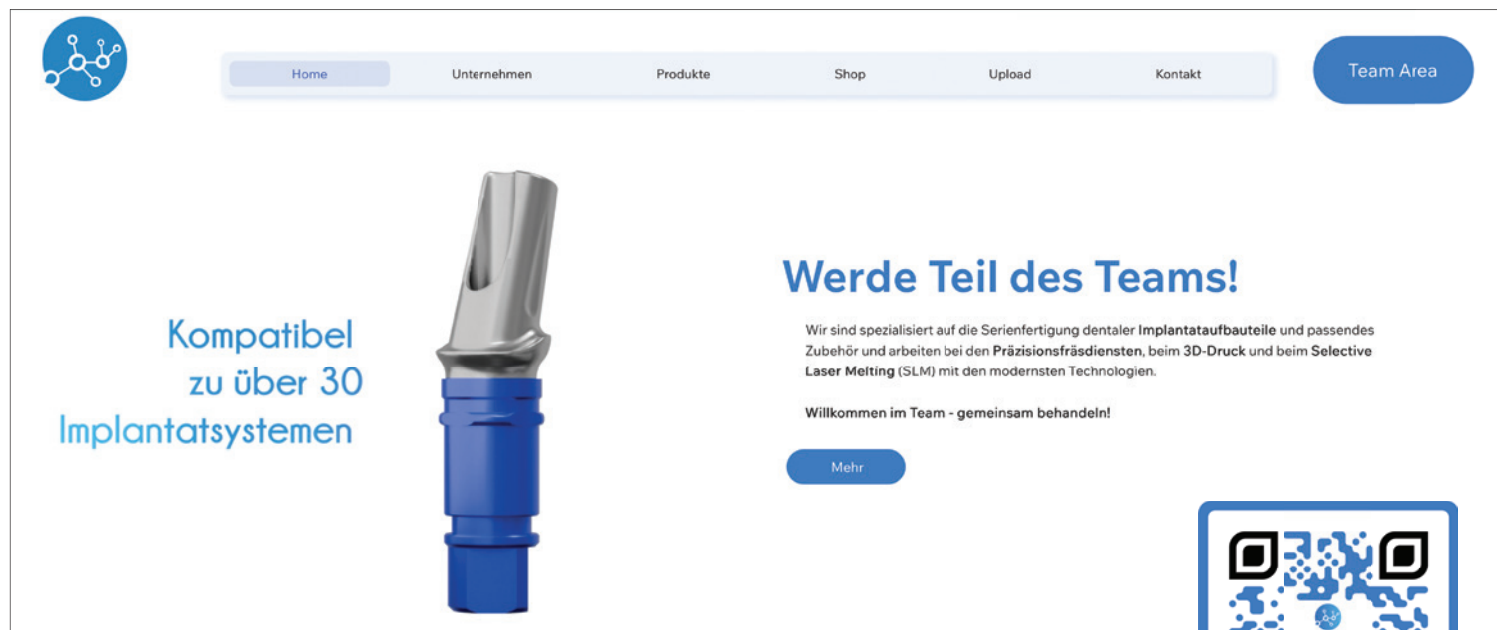 Home Unternehmen Produkte Shop Upload Kontakt Team Area
Kompatibel
zu über 30
Implantatsystemen
Werde Teil des Teams!
Wir sind spezialisiert auf die Serienfertigung dentaler Implantataufbauteile und passendes
Zubehör und arbeiten bei den Präzisionsfräsdiensten, beim 3D-Druck und beim Selective
Laser Melting (SLM) mit den modernsten Technologien.
Willkommen im Team - gemeinsam behandeln!
Mehr